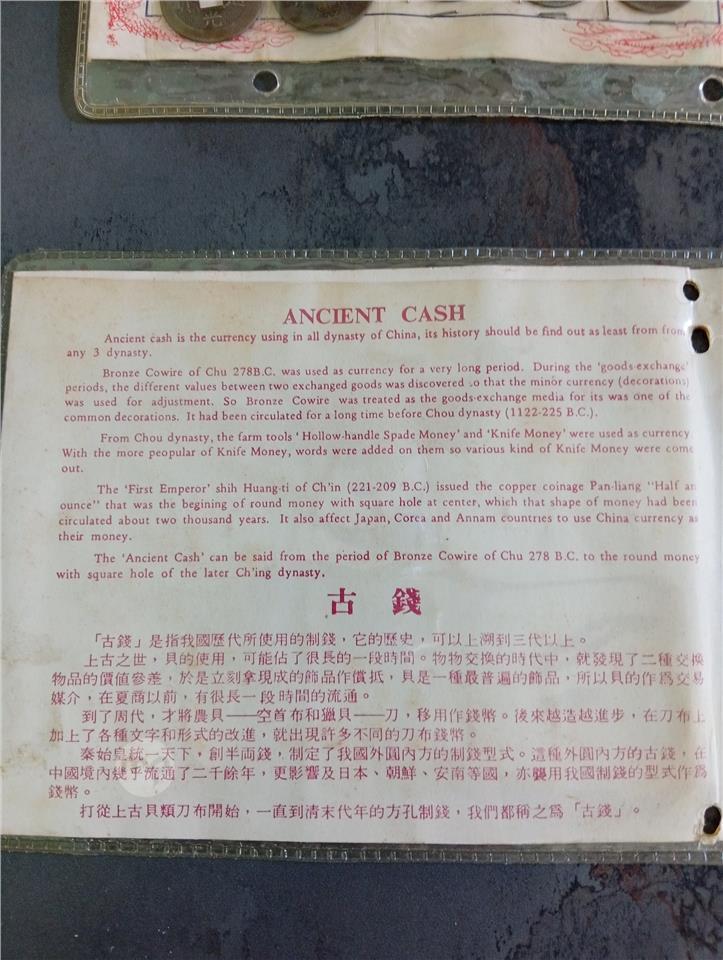 光
ANCIENT CASH
Ancient cash is the currency using in all dynasty of China, its history should be find out as least from from
any 3 dynasty.
Bronze Cowire of Chu 278B.C. was used as currency for a very long period. During the 'goods-exchange'
periods, the different values between two exchanged goods was discovered so that the minor currency (decorations)
was used for adjustment. So Bronze Cowire was treated as the goods-exchange media for its was one of the
common decorations. It had been circulated for a long time before Chou dynasty (1122-225 B.C.).
From Chou dynasty, the farm tools 'Hollow-handle Spade Money' and 'Knife Money' were used as currency
With the more peopular of Knife Money, words were added on them so various kind of Knife Money were come
out.
The 'First Emperor' shih Huang-ti of Ch'in (221-209 B.C.) issued the copper coinage Pan-liang "Half an
ounce" that was the begining of round money with square hole at center, which that shape of money had been
circulated about two thousand years. It also affect Japan, Corea and Annam countries to use China currency as
their money.
The 'Ancient Cash' can be said from the period of Bronze Cowire of Chu 278 B.C. to the round money
with square hole of the later Ch'ing dynasty.
古 錢
「古錢」是指我國歷代所使用的制錢，它的歷史，可以上溯到三代以上。
上古之世，貝的使用，可能佔了很長的一段時間。物物交換的時代中，就發現了二種交換
物品的價值參差，於是立刻拿現成的飾品作償抵，貝是一種最普遍的飾品，所以貝的作爲交易
媒介，在夏商以前，有很長一段時間的流通。
到了周代，才將農貝——空首布和獵貝——刀，移用作錢幣。後來越造越進步，在刀布上
加上了各種文字和形式的改進，就出現許多不同的刀布錢幣。
秦始皇統一天下，創半両錢，制定了我國外圓內方的制錢型式。這種外圓內方的古錢，在
中國境內幾乎流通了二千餘年，更影響及日本、朝鮮、安南等國，亦襲用我國制錢的型式作爲
錢幣。
打從上古貝類刀布開始，一直到清末代年的方孔制錢，我們都稱之爲「古錢」。